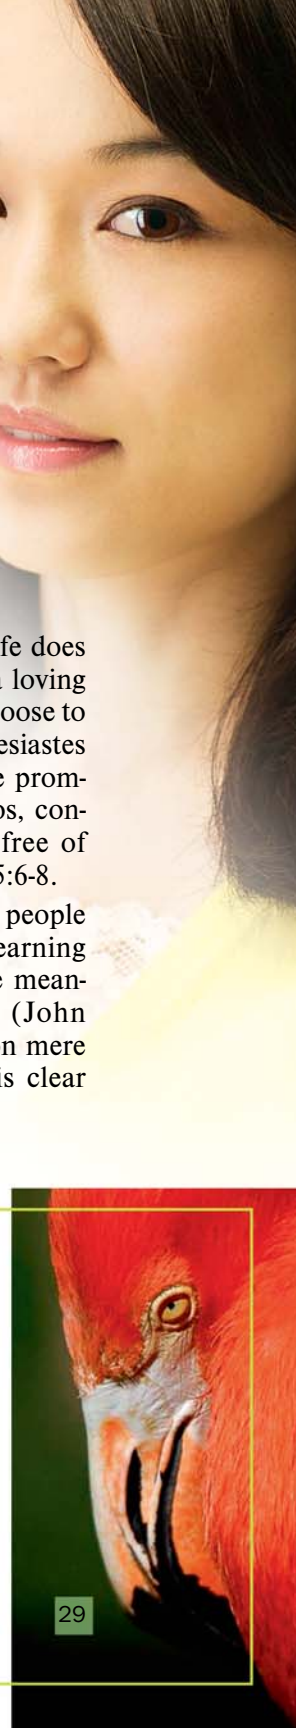 fe does
loving
oose to
esiastes
e prom-
os, con-
free of
5:6-8.
people
earning
e mean-
(John
on mere
is clear
29